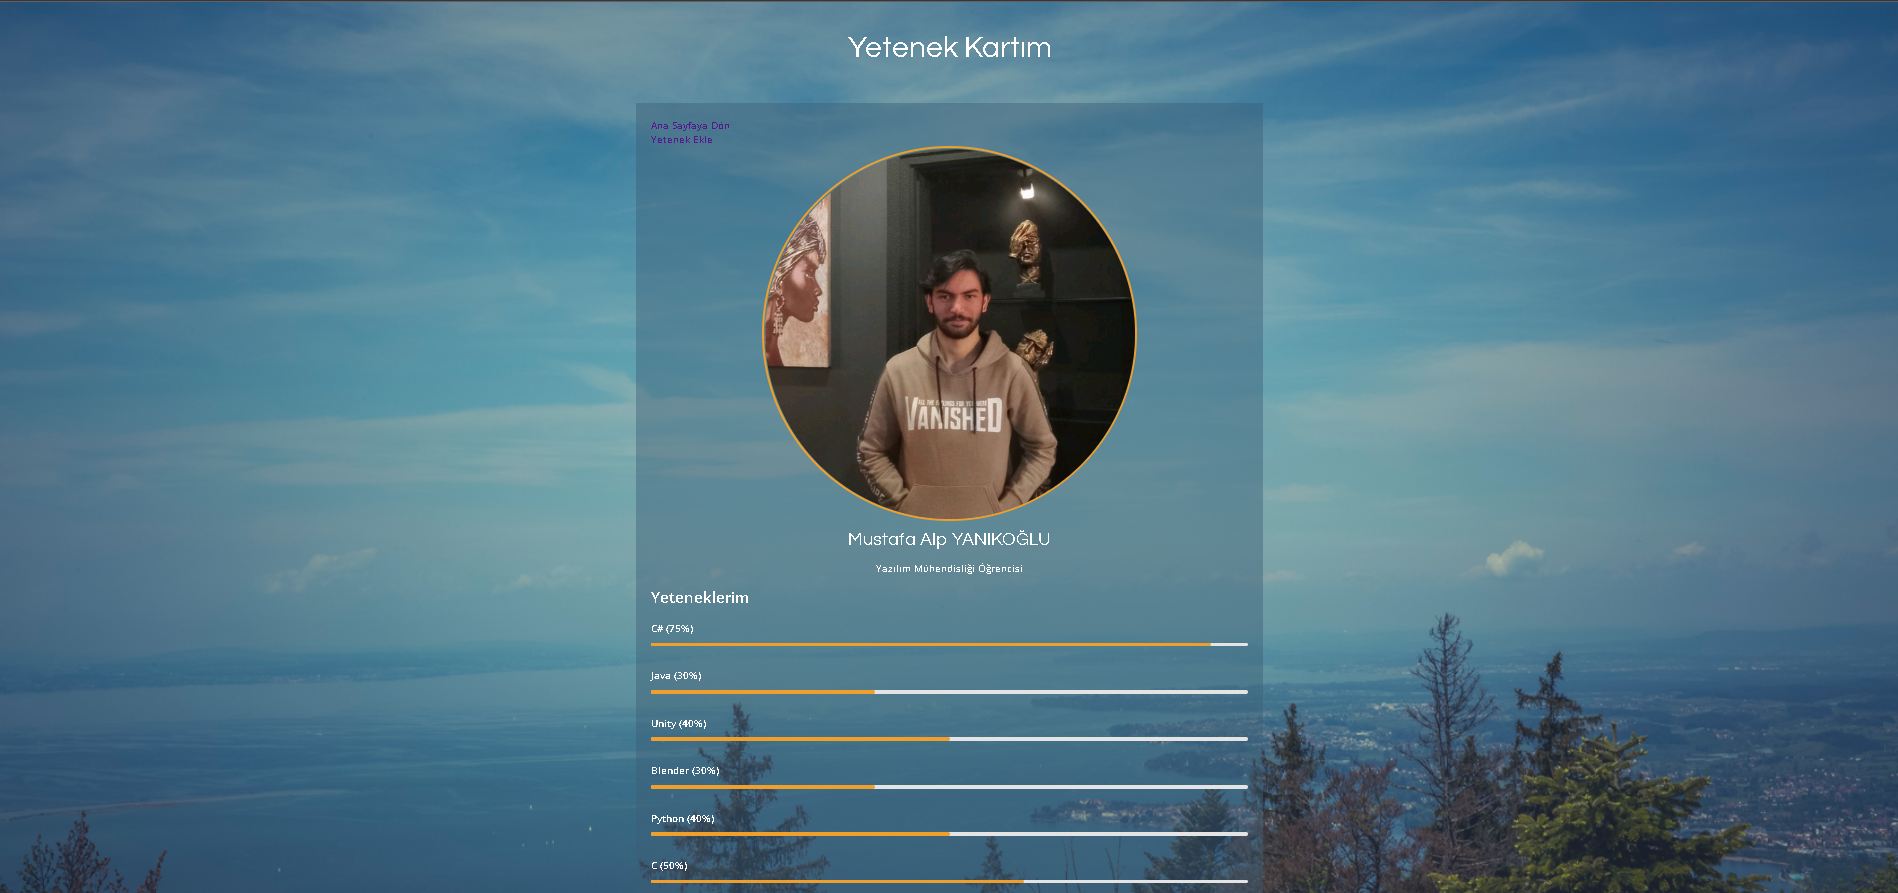 Yetenek Kartım
Ana Sayfaya Dön
Yetenek Ekle
VANISHED
Mustafa Alp YANIKOĞLU
Yazılım Mühendisliği Öğrencisi
Yeteneklerim
C# (75%)
Java (30%)
Unity (40%)
Blender (30%)
Python (40%)
C (50%)